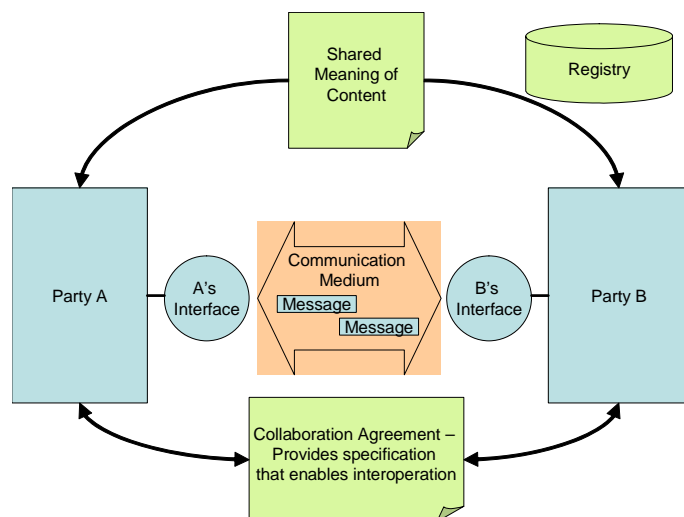 Shared
Meaning of
Content
Registry
Party A
A's
Interface
Communication
Medium
Message
Message
B's
Interface
Party B
Collaboration Agreement –
Provides specification
that enables interoperation